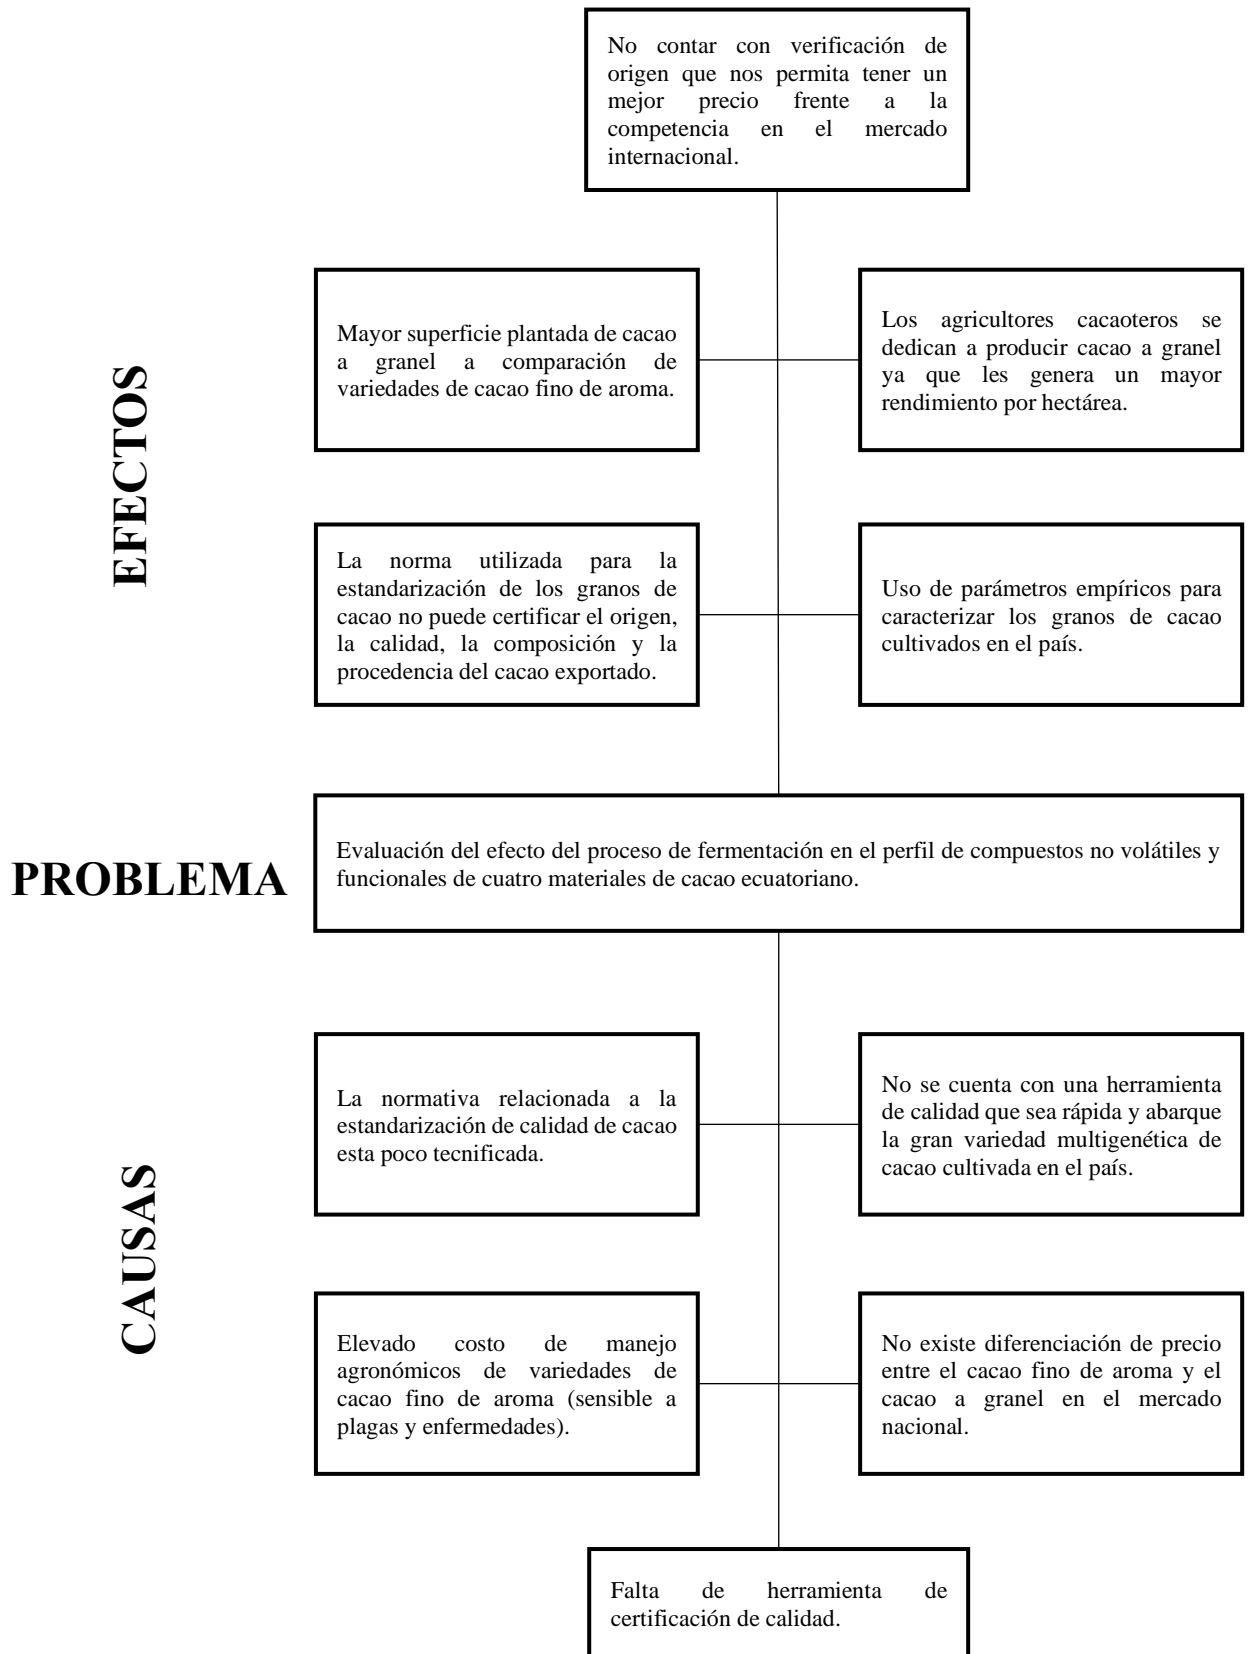 No contar con verificación de
origen que nos permita tener un
mejor precio frente a la
competencia en el mercado
internacional.
EFECTOS
Mayor superficie plantada de cacao
a granel a comparación de
variedades de cacao fino de aroma.
Los agricultores cacaoteros se
dedican a producir cacao a granel
ya que les genera un mayor
rendimiento por hectárea.
La norma utilizada para la
estandarización de los granos de
cacao no puede certificar el origen,
la calidad, la composición y la
procedencia del cacao exportado.
Uso de parámetros empíricos para
caracterizar los granos de cacao
cultivados en el país.
PROBLEMA
Evaluación del efecto del proceso de fermentación en el perfil de compuestos no volátiles y
funcionales de cuatro materiales de cacao ecuatoriano.
CAUSAS
La normativa relacionada a la
estandarización de calidad de cacao
esta poco tecnificada.
No se cuenta con una herramienta
de calidad que sea rápida y abarque
la gran variedad multigenética de
cacao cultivada en el país.
Elevado costo de manejo
agronómicos de variedades de
cacao fino de aroma (sensible a
plagas y enfermedades).
No existe diferenciación de precio
entre el cacao fino de aroma y el
cacao a granel en el mercado
nacional.
Falta de herramienta de
certificación de calidad.